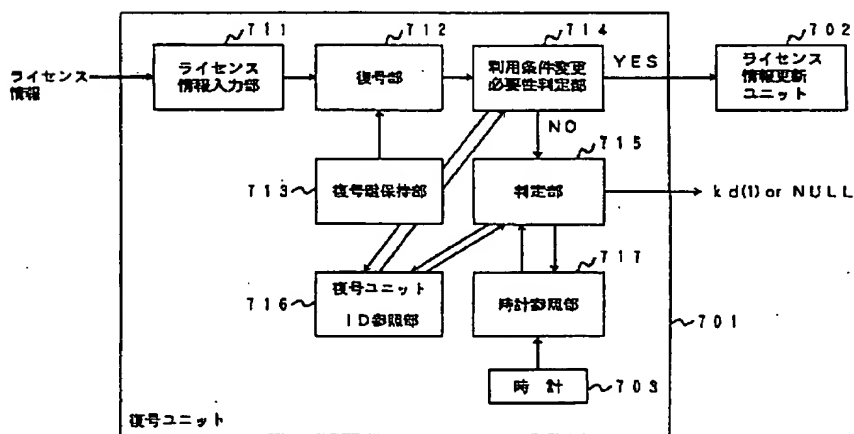 711
712
714
702
ライセンス
情報
ライセンス
情報入力部
復号部
利用条件変更
必要性判定部
YES
ライセンス
情報更新
ユニット
NO
715
713
復号鍵保持部
判定部
kd(1) or NULL
717
716
復号ユニット
ID参照部
時計参照部
701
時計
703
復号ユニット